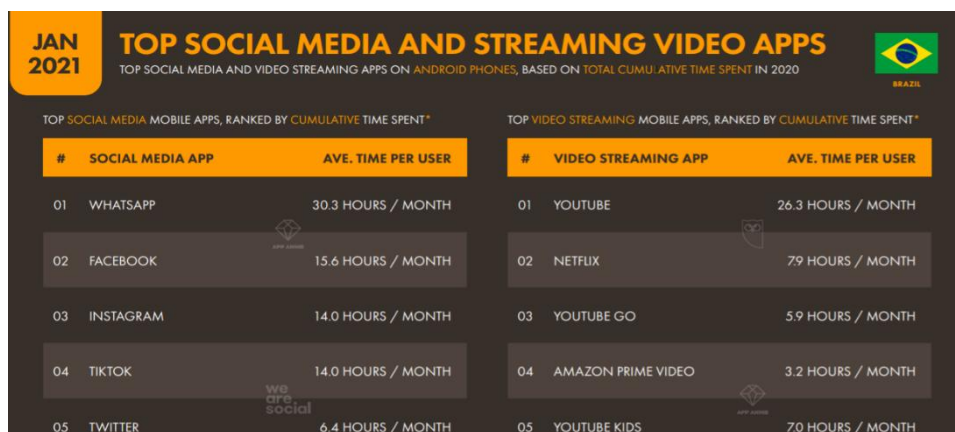 JAN
2021
TOP SOCIAL MEDIA AND STREAMING VIDEO APPS
TOP SOCIAL MEDIA AND VIDEO STREAMING APPS ON ANDROID PHONES, BASED ON TOTAL CUMULATIVE TIME SPENT IN 2020
BRAZIL
TOP SOCIAL MEDIA MOBILE APPS, RANKED BY CUMULATIVE TIME SPENT*
# SOCIAL MEDIA APP AVE. TIME PER USER
01 WHATSAPP 30.3 HOURS / MONTH
APP ANNIE
02 FACEBOOK 15.6 HOURS / MONTH
03 INSTAGRAM 14.0 HOURS / MONTH
04 TIKTOK 14.0 HOURS / MONTH
we
are
social
05 TWITTER 6.4 HOURS / MONTH
TOP VIDEO STREAMING MOBILE APPS, RANKED BY CUMULATIVE TIME SPENT*
# VIDEO STREAMING APP AVE. TIME PER USER
01 YOUTUBE 26.3 HOURS / MONTH
02 NETFLIX 7.9 HOURS / MONTH
03 YOUTUBE GO 5.9 HOURS / MONTH
04 AMAZON PRIME VIDEO 3.2 HOURS / MONTH
APP ANNIE
05 YOUTUBE KIDS 7.0 HOURS / MONTH